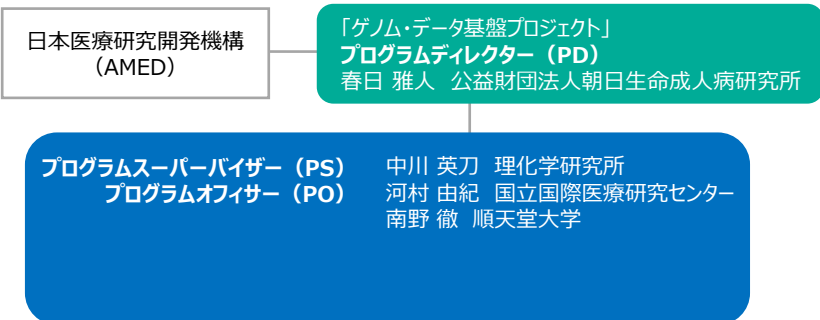 日本医療研究開発機構
（AMED）
「ゲノム・データ基盤プロジェクト」
プログラムディレクター（PD）
春日 雅人 公益財団法人朝日生命成人病研究所
プログラムスーパーバイザー（PS） 中川 英刀 理化学研究所
プログラムオフィサー（PO） 河村 由紀 国立国際医療研究センター
南野 徹 順天堂大学